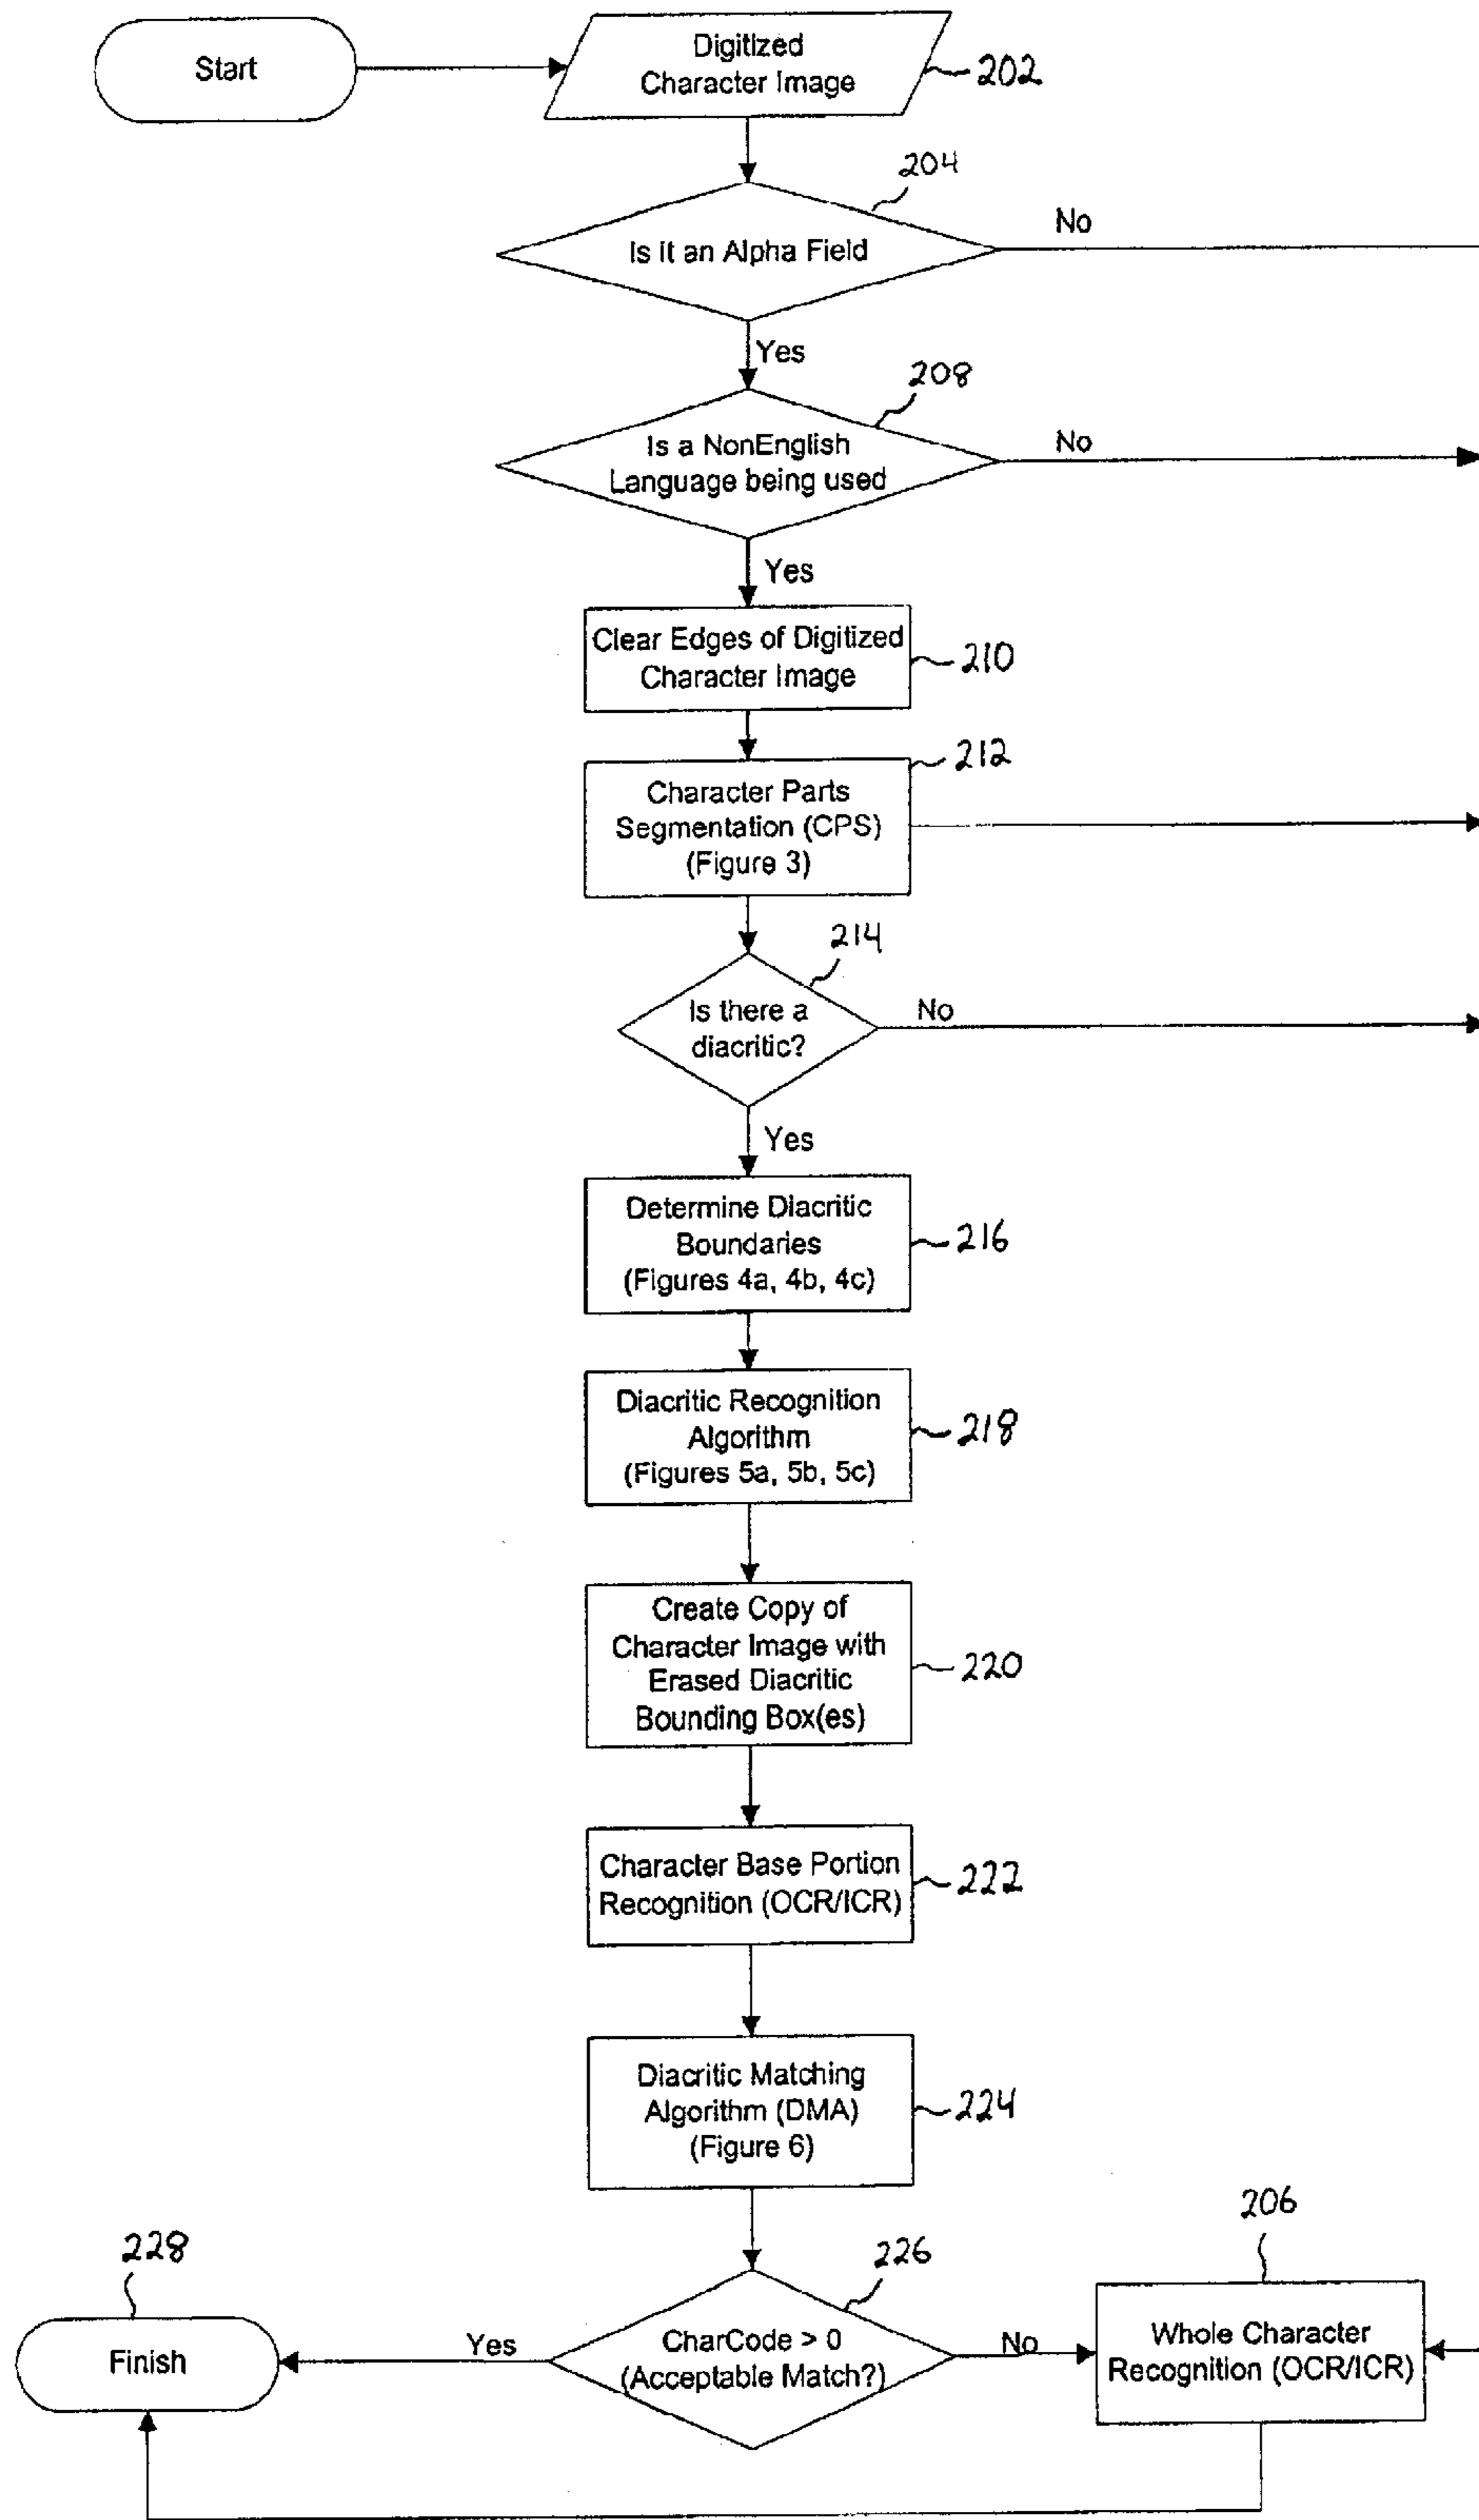 Start
Digitized
Character Image
202
204
Is it an Alpha Field
No
Yes
208
Is a NonEnglish
Language being used
No
Yes
Clear Edges of Digitized
Character Image
210
212
Character Parts
Segmentation (CPS)
(Figure 3)
214
Is there a
diacritic?
No
Yes
Determine Diacritic
Boundaries
(Figures 4a, 4b, 4c)
216
Diacritic Recognition
Algorithm
(Figures 5a, 5b, 5c)
218
Create Copy of
Character Image with
Erased Diacritic
Bounding Box(es)
220
Character Base Portion
Recognition (OCR/ICR)
222
Diacritic Matching
Algorithm (DMA)
(Figure 6)
224
206
228
226
Finish
Yes
CharCode > 0
(Acceptable Match?)
No
Whole Character
Recognition (OCR/ICR)